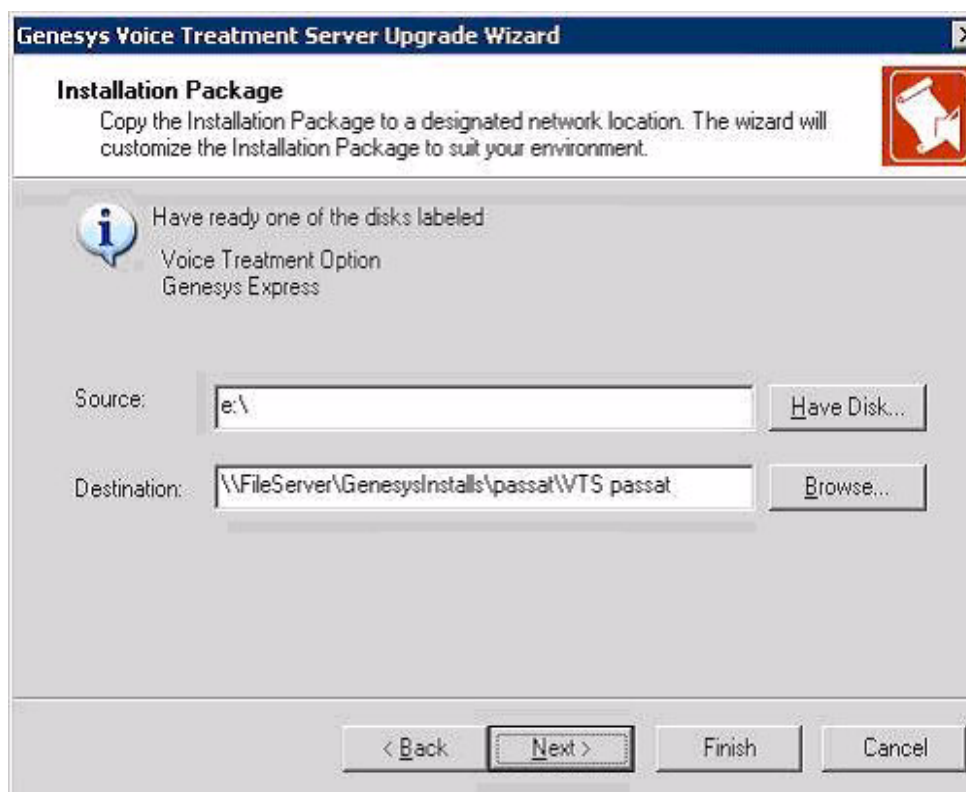 Genesys Voice Treatment Server Upgrade Wizard
Installation Package
Copy the Installation Package to a designated network location. The wizard will
customize the Installation Package to suit your environment.
Have ready one of the disks labeled
Voice Treatment Option
Genesys Express
Source:
e:\
Have Disk...
Destination:
\\FileServer\GenesysInstalls\passat\VTS passat
Browse...
< Back
Next >
Finish
Cancel